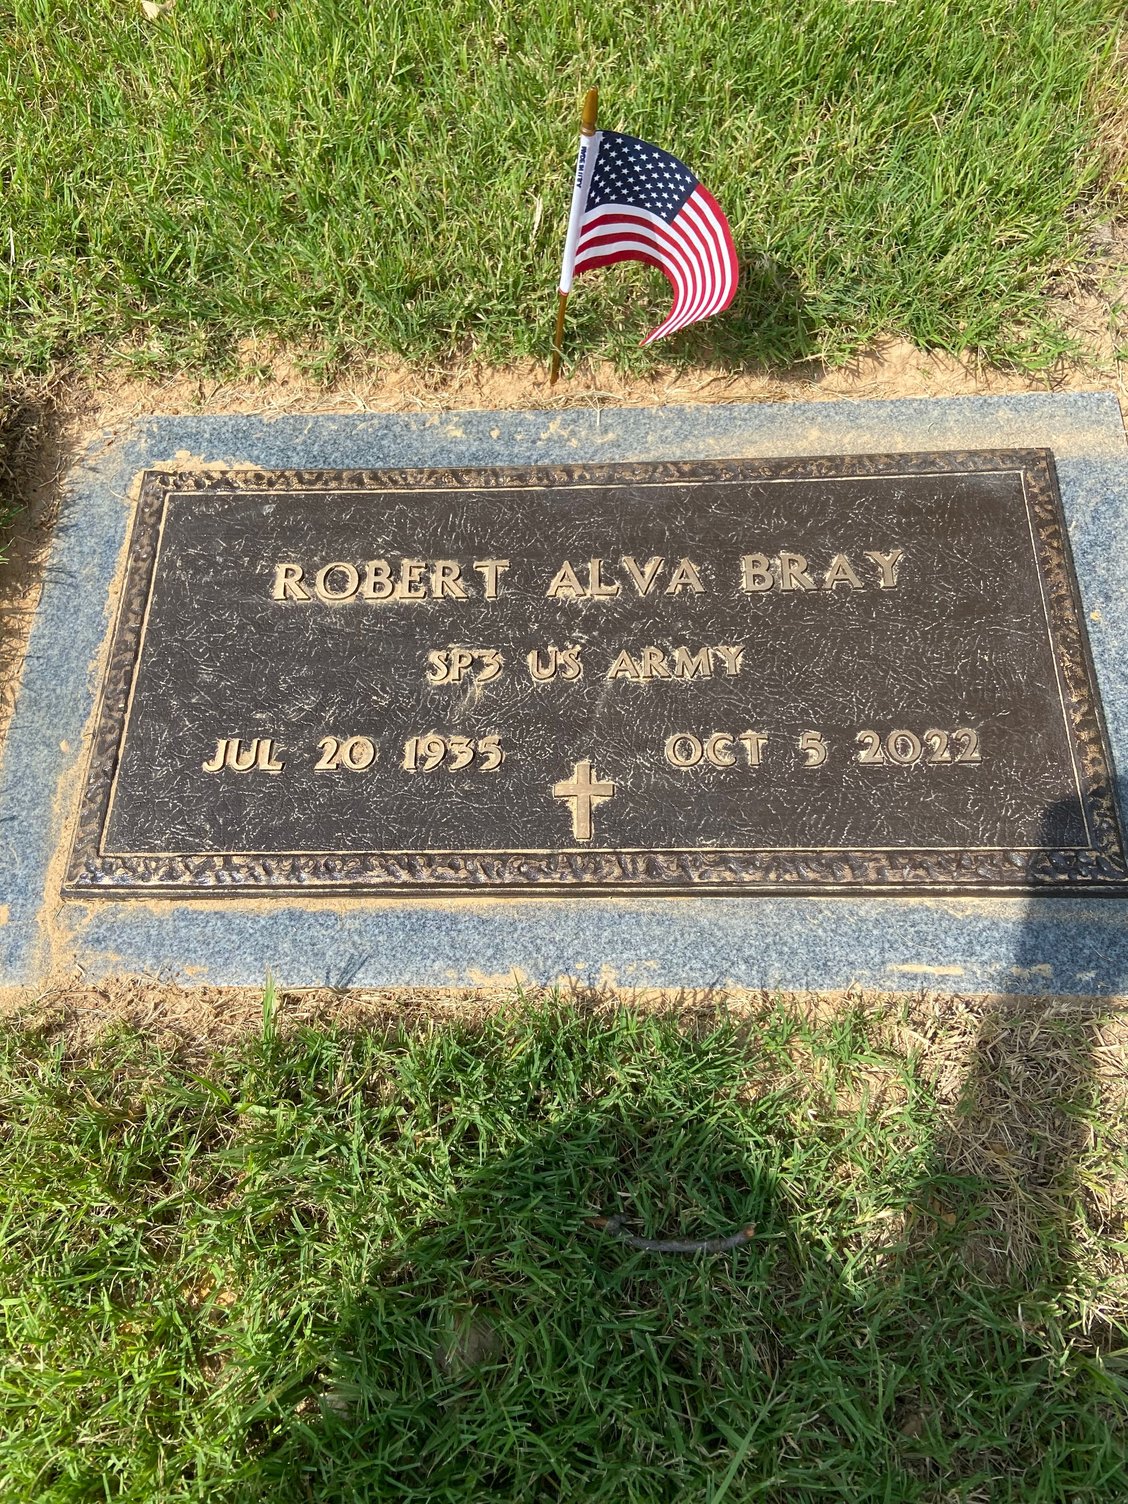 ROBERT ALVA BRAY
SP3 US ARMY
JUL 20 1935 OCT 5 2022